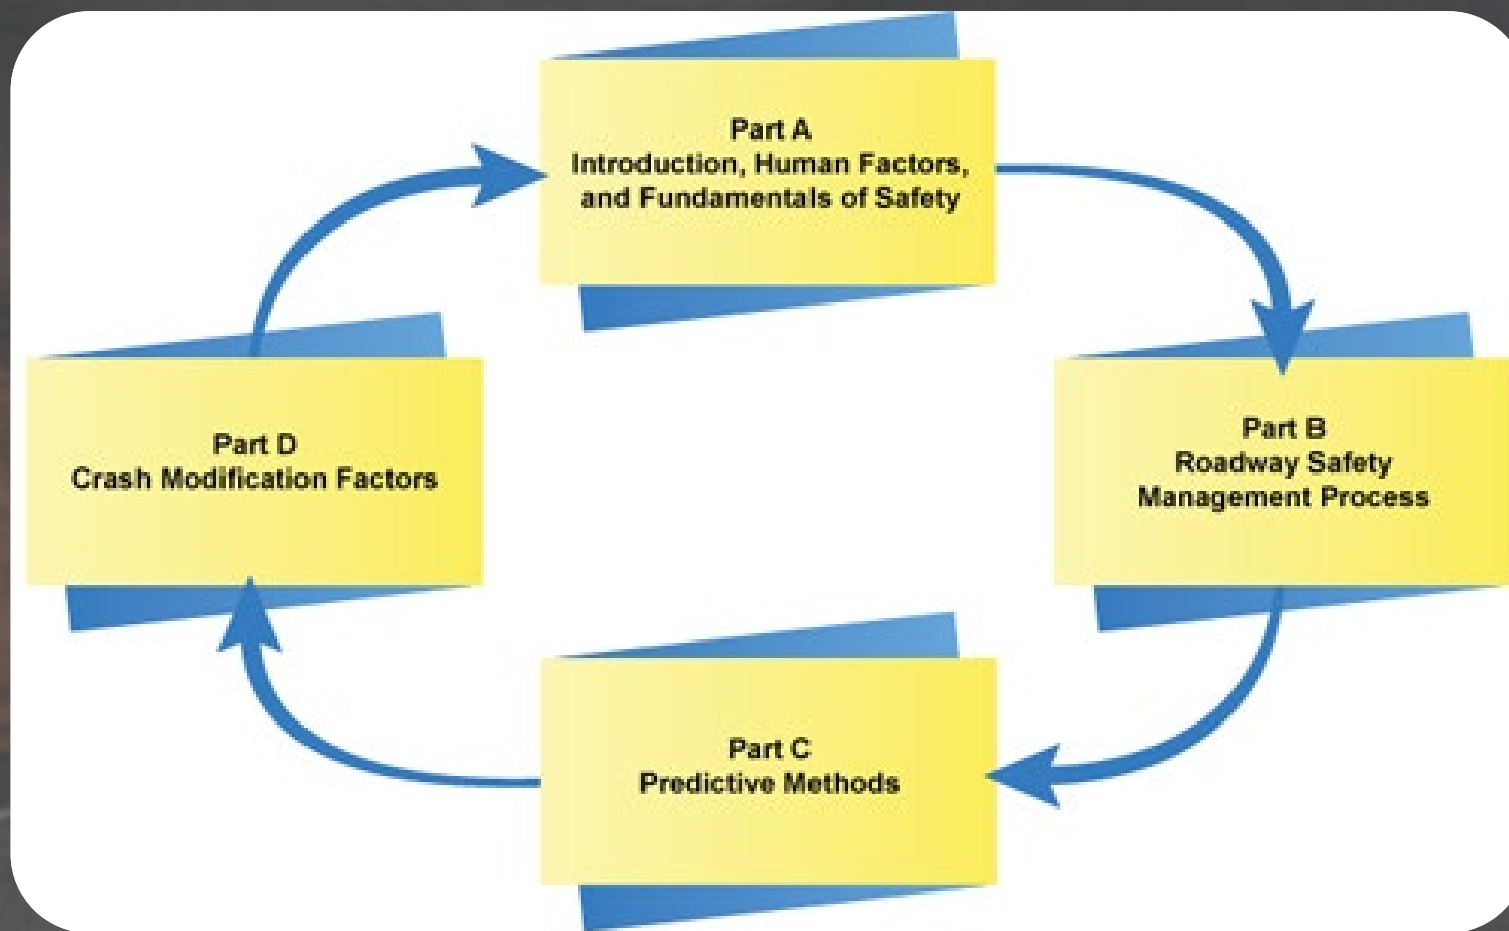 Part A
Introduction, Human Factors,
and Fundamentals of Safety
Part B
Roadway Safety
Management Process
Part C
Predictive Methods
Part D
Crash Modification Factors